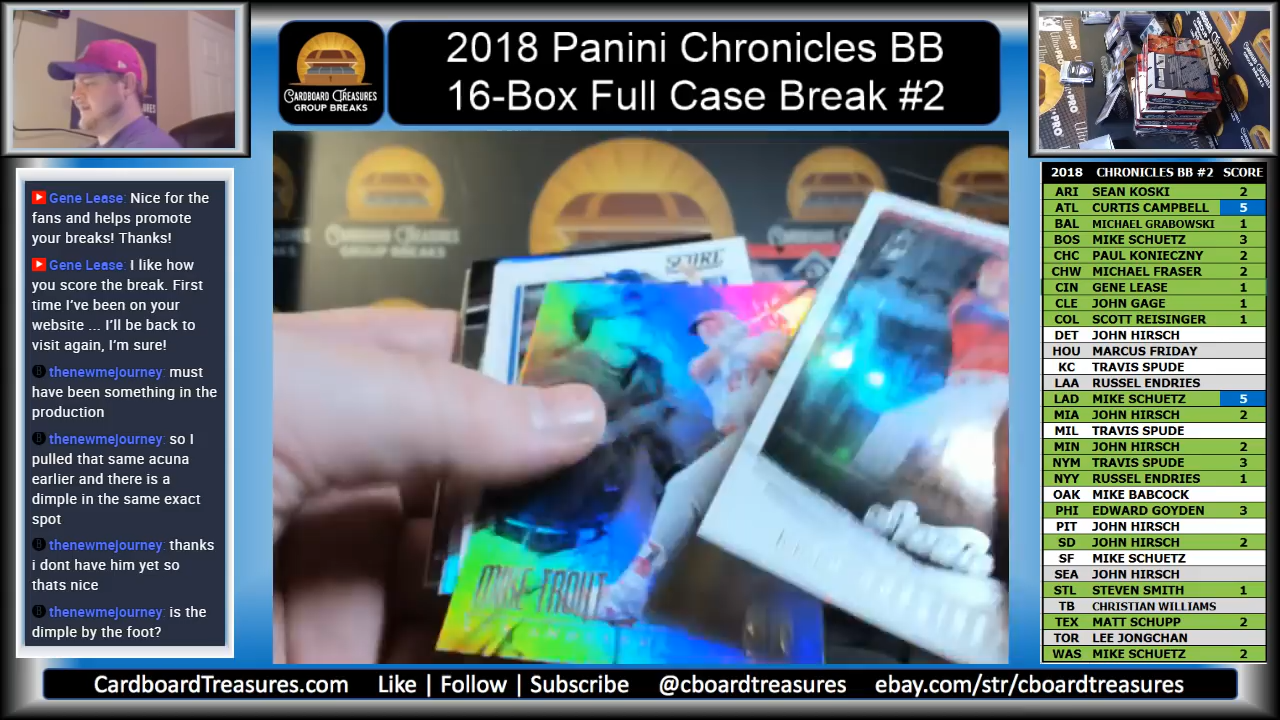 2018 Panini Chronicles BB
16-Box Full Case Break #2
CARDBOARD TREASURES
GROUP BREAKS
Gene Lease: Nice for the
fans and helps promote
your breaks! Thanks!
Gene Lease: I like how
you score the break. First
time I've been on your
website ... I'll be back to
visit again, I'm sure!
thenewmejourney: must
have been something in the
production
thenewmejourney: so I
pulled that same acuna
earlier and there is a
dimple in the same exact
spot
thenewmejourney: thanks
i dont have him yet so
thats nice
thenewmejourney: is the
dimple by the foot?
CARDBOARD TREASURES
GROUP BREAKS
SCORE
MIKE TROUT
2018 CHRONICLES BB #2 SCORE
ARI SEAN KOSKI 2
ATL CURTIS CAMPBELL 5
BAL MICHAEL GRABOWSKI 1
BOS MIKE SCHUETZ 3
CHC PAUL KONIECZNY 2
CHW MICHAEL FRASER 2
CIN GENE LEASE 1
CLE JOHN GAGE 1
COL SCOTT REISINGER 1
DET JOHN HIRSCH
HOU MARCUS FRIDAY
KC TRAVIS SPUDE
LAA RUSSEL ENDRIES
LAD MIKE SCHUETZ 5
MIA JOHN HIRSCH 2
MIL TRAVIS SPUDE
MIN JOHN HIRSCH 2
NYM TRAVIS SPUDE 3
NYY RUSSEL ENDRIES 1
OAK MIKE BABCOCK
PHI EDWARD GOYDEN 3
PIT JOHN HIRSCH
SD JOHN HIRSCH 2
SF MIKE SCHUETZ
SEA JOHN HIRSCH
STL STEVEN SMITH 1
TB CHRISTIAN WILLIAMS
TEX MATT SCHUPP 2
TOR LEE JONGCHAN
WAS MIKE SCHUETZ 2
CardboardTreasures.com Like | Follow | Subscribe @cboardtreasures ebay.com/str/cboardtreasures